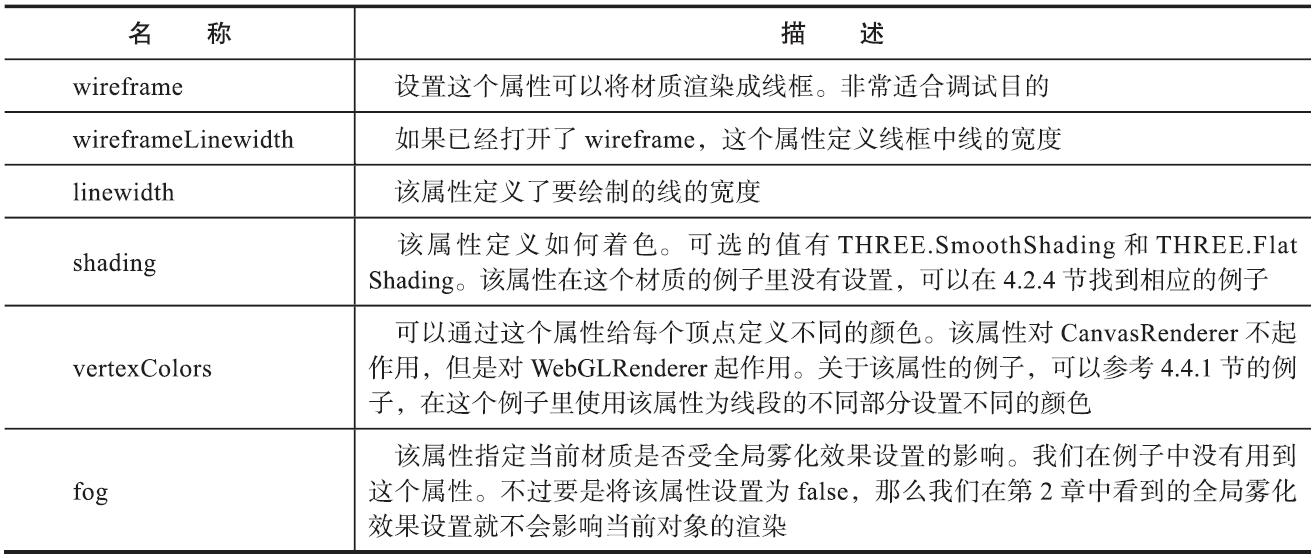 名 称 描 述
wireframe 设置这个属性可以将材质渲染成线框。非常适合调试目的
wireframeLinewidth 如果已经打开了 wireframe，这个属性定义线框中线的宽度
linewidth 该属性定义了要绘制的线的宽度
shading 该属性定义如何着色。可选的值有 THREE.SmoothShading 和 THREE.Flat
Shading。该属性在这个材质的例子里没有设置，可以在 4.2.4 节找到相应的例子
vertexColors 可以通过这个属性给每个顶点定义不同的颜色。该属性对 CanvasRenderer 不起
作用，但是对 WebGLRenderer 起作用。关于该属性的例子，可以参考 4.4.1 节的例
子，在这个例子里使用该属性为线段的不同部分设置不同的颜色
fog 该属性指定当前材质是否受全局雾化效果设置的影响。我们在例子中没有用到
这个属性。不过要是将该属性设置为 false，那么我们在第 2 章中看到的全局雾化
效果设置就不会影响当前对象的渲染